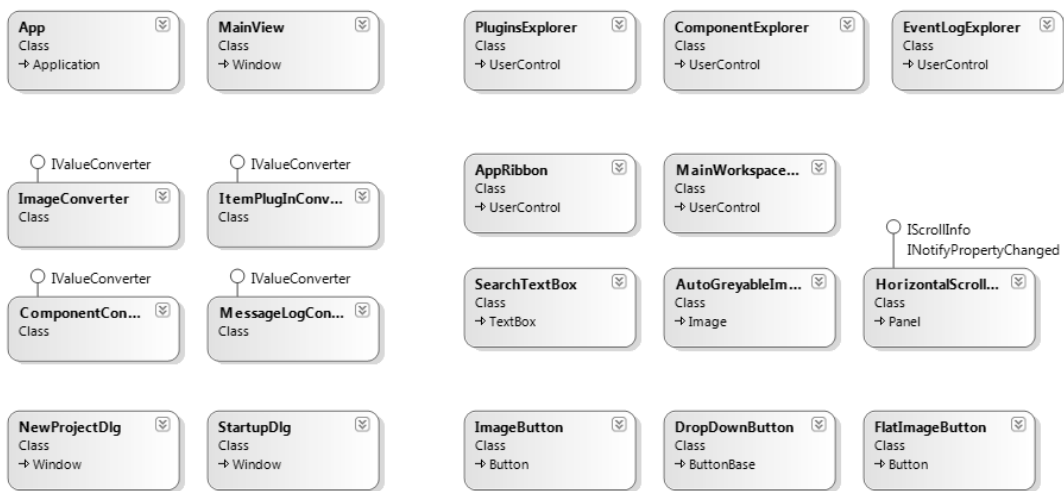 App
Class
Application
MainView
Class
Window
PluginsExplorer
Class
UserControl
ComponentExplorer
Class
UserControl
EventLogExplorer
Class
UserControl
IValueConverter
ImageConverter
Class
IValueConverter
ItemPlugInConv...
Class
AppRibbon
Class
UserControl
MainWorkspace...
Class
UserControl
IValueConverter
ComponentCon...
Class
IValueConverter
MessageLogCon...
Class
SearchTextBox
Class
TextBox
AutoGreyableIm...
Class
Image
IScrollInfo
INotifyPropertyChanged
HorizontalScroll...
Class
Panel
NewProjectDlg
Class
Window
StartupDlg
Class
Window
ImageButton
Class
Button
DropDownButton
Class
ButtonBase
FlatImageButton
Class
Button